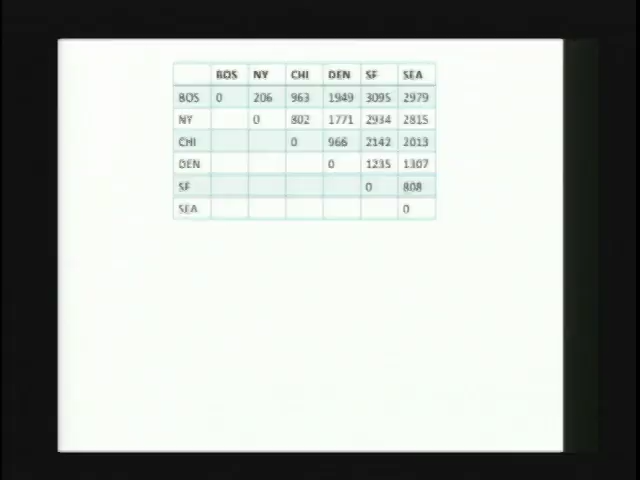 BOS NY CHI DEN SF SEA
BOS 0 206 963 1949 3095 2979
NY 0 802 1771 2934 2815
CHI 0 966 2142 2013
DEN 0 1235 1307
SF 0 808
SEA 0